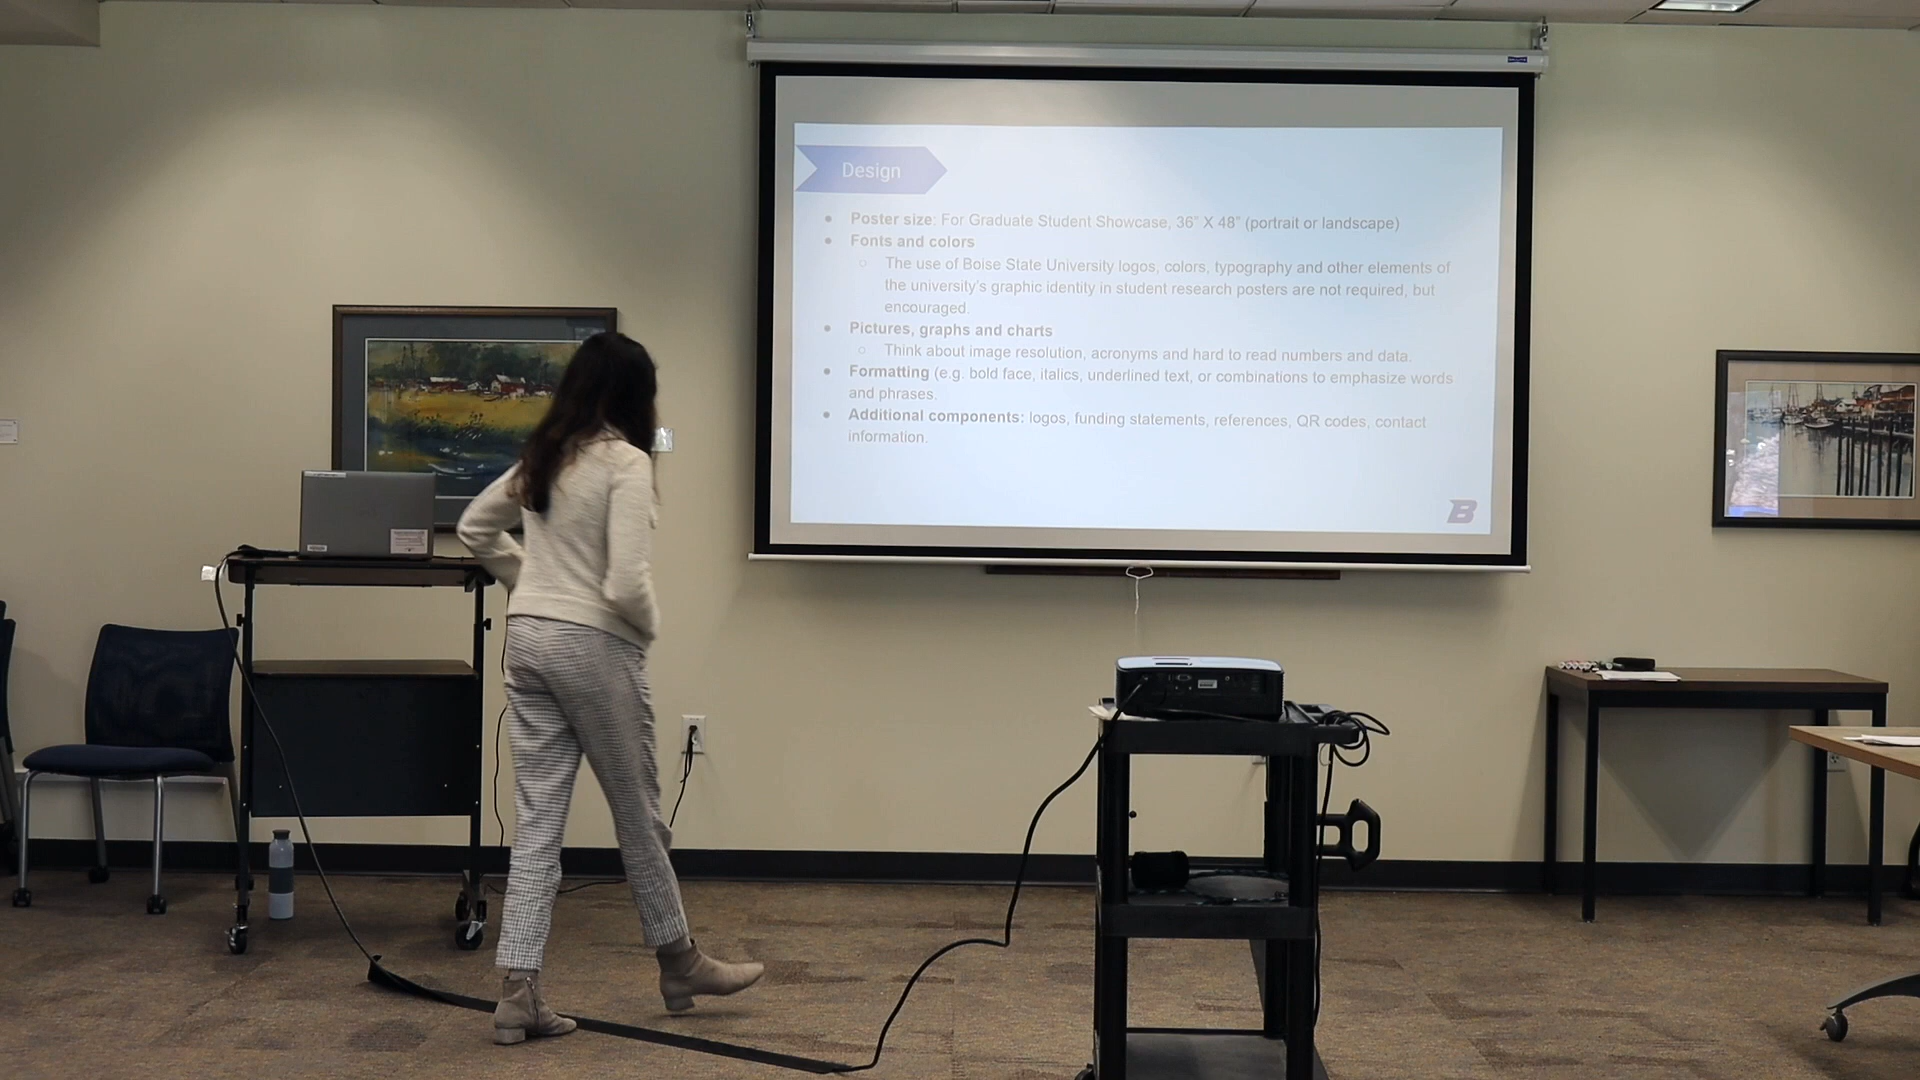 Design
● Poster size: For Graduate Student Showcase, 36" X 48" (portrait or landscape)
● Fonts and colors
○ The use of Boise State University logos, colors, typography and other elements of
the university's graphic identity in student research posters are not required, but
encouraged.
● Pictures, graphs and charts
○ Think about image resolution, acronyms and hard to read numbers and data.
● Formatting (e.g. bold face, italics, underlined text, or combinations to emphasize words
and phrases.
● Additional components: logos, funding statements, references, QR codes, contact
information.
B